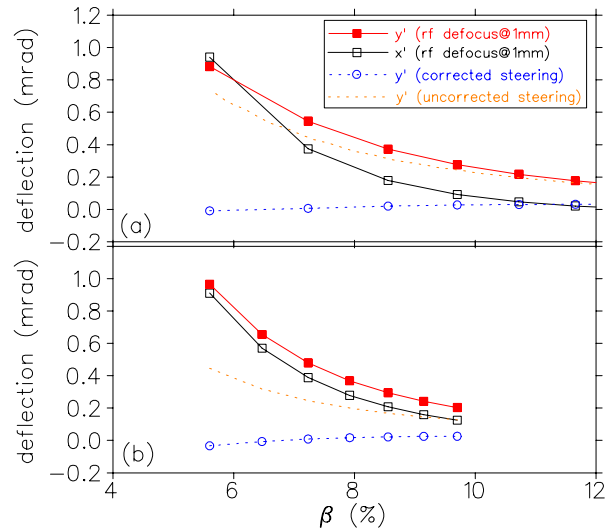 1.2
1.0
0.8
0.6
0.4
0.2
0.0
−0.2
deflection (mrad)
y' (rf defocus@1mm)
x' (rf defocus@1mm)
y' (corrected steering)
y' (uncorrected steering)
(a)
1.0
0.8
0.6
0.4
0.2
0.0
−0.2
deflection (mrad)
(b)
4
6
8
10
12
β (%)